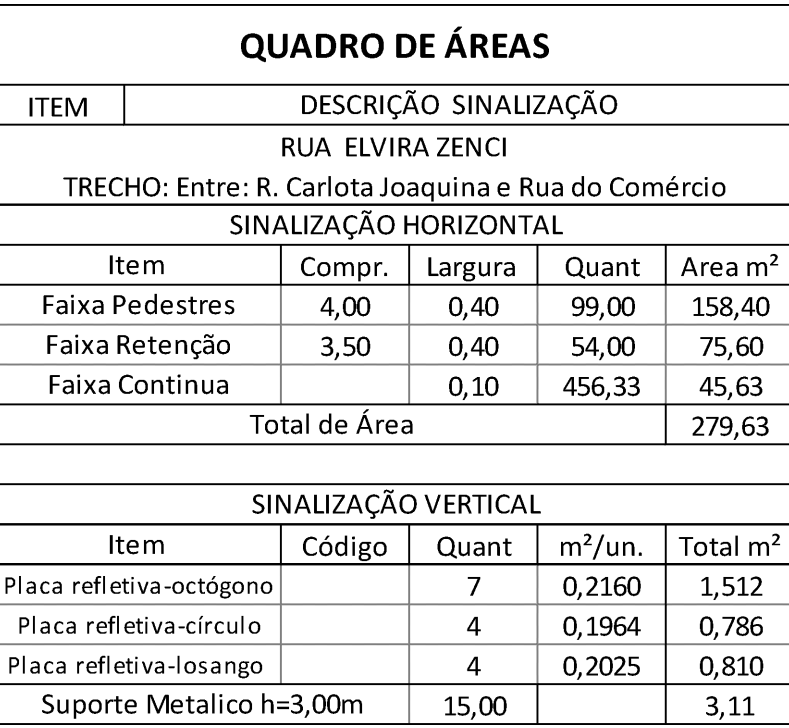 QUADRO DE ÁREAS
ITEM DESCRIÇÃO SINALIZAÇÃO
RUA ELVIRA ZENCI
TRECHO: Entre: R. Carlota Joaquina e Rua do Comércio
SINALIZAÇÃO HORIZONTAL
Item Compr. Largura Quant Area m²
Faixa Pedestres 4,00 0,40 99,00 158,40
Faixa Retenção 3,50 0,40 54,00 75,60
Faixa Continua 0,10 456,33 45,63
Total de Área 279,63
SINALIZAÇÃO VERTICAL
Item Código Quant m²/un. Total m²
Placa refletiva-octógono 7 0,2160 1,512
Placa refletiva-círculo 4 0,1964 0,786
Placa refletiva-losango 4 0,2025 0,810
Suporte Metalico h=3,00m 15,00 3,11